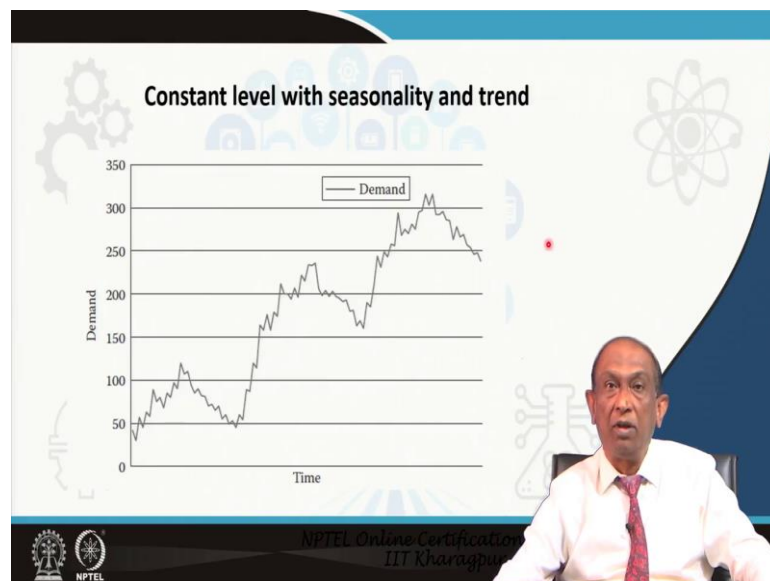 Constant level with seasonality and trend
350
300
250
200
150
100
50
0
Demand
Demand
Time
NPTEL
NPTEL Online Certification
IIT Kharagpur